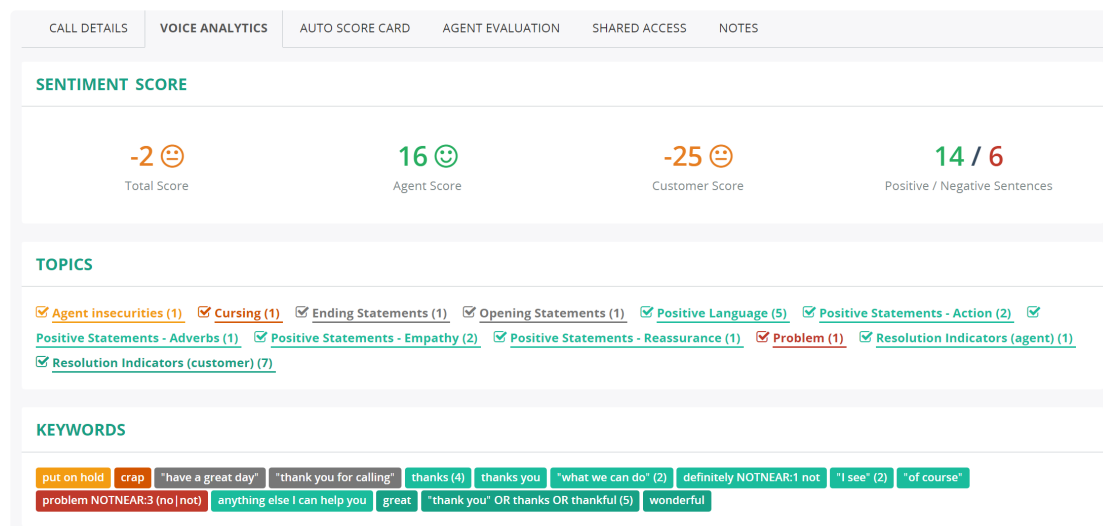 CALL DETAILS VOICE ANALYTICS AUTO SCORE CARD AGENT EVALUATION SHARED ACCESS NOTES
SENTIMENT SCORE
-2 16 -25 14 / 6
Total Score Agent Score Customer Score Positive / Negative Sentences
TOPICS
Agent insecurities (1) Cursing (1) Ending Statements (1) Opening Statements (1) Positive Language (5) Positive Statements - Action (2)
Positive Statements - Adverbs (1) Positive Statements - Empathy (2) Positive Statements - Reassurance (1) Problem (1) Resolution Indicators (agent) (1)
Resolution Indicators (customer) (7)
KEYWORDS
put on hold crap "have a great day" "thank you for calling" thanks (4) thanks you "what we can do" (2) definitely NOTNEAR:1 not "I see" (2) "of course"
problem NOTNEAR:3 (no|not) anything else I can help you great "thank you" OR thanks OR thankful (5) wonderful